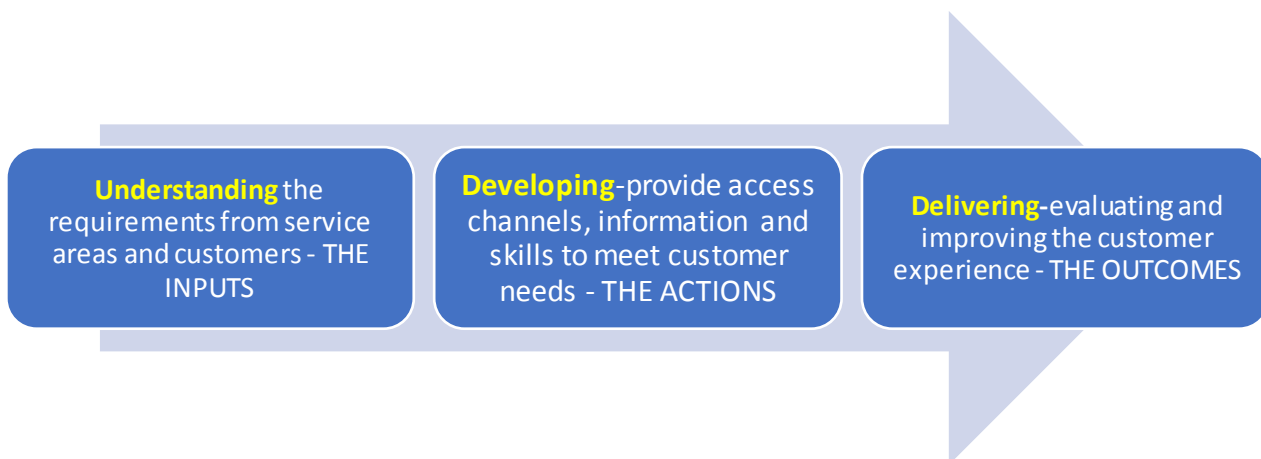 Understanding the
requirements from service
areas and customers - THE
INPUTS
Developing-provide access
channels, information and
skills to meet customer
needs - THE ACTIONS
Delivering-evaluating and
improving the customer
experience - THE OUTCOMES